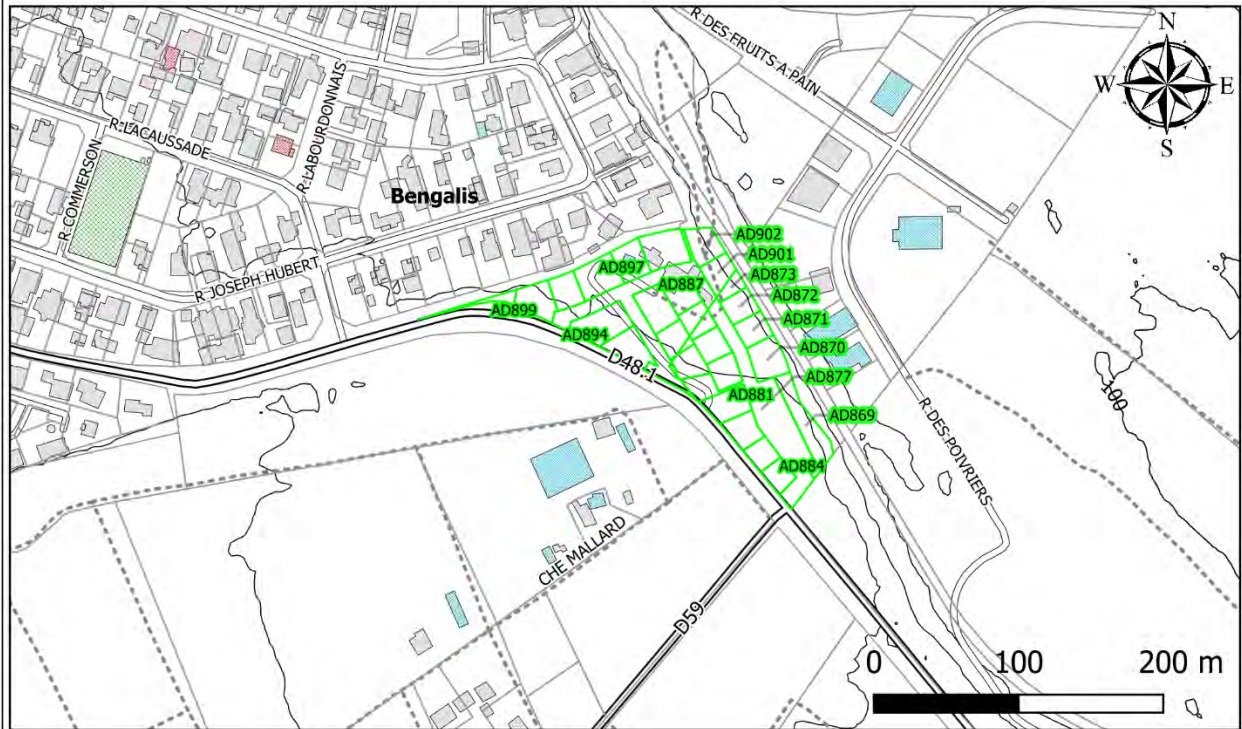 R DES FRUITS A PAIN
N
W
E
S
R LABOURDONNAIS
R LACAUSSADE
R COMMERSON
Bengalis
R JOSEPH HUBERT
AD902
AD901
AD897
AD873
AD887
AD872
AD899
AD871
AD894
AD870
D48.1
AD877
AD881
100
AD869
R DES POIVRIERS
AD884
CHE MALLARD
D59
0 100 200 m